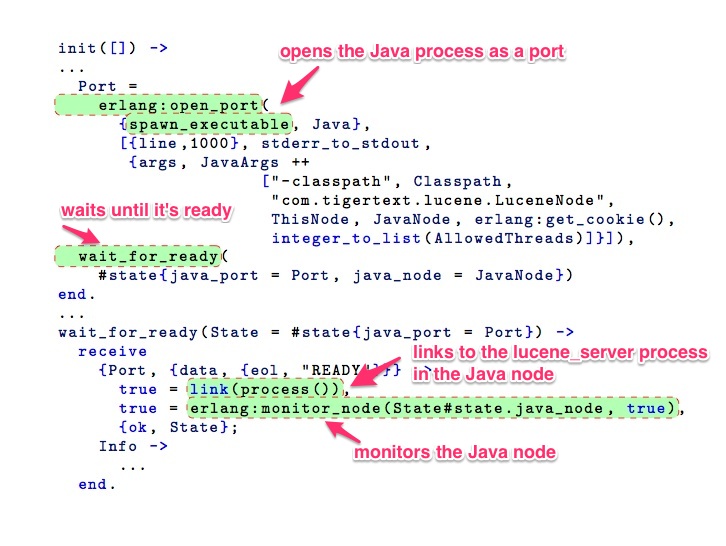 init([]) ->
opens the Java process as a port
...
Port =
erlang:open_port(
{spawn_executable, Java},
[{line,1000}, stderr_to_stdout,
{args, JavaArgs ++
["-classpath", Classpath,
"com.tigertext.lucene.LuceneNode",
waits until it's ready
ThisNode, JavaNode, erlang:get_cookie(),
integer_to_list(AllowedThreads)]}]),
wait_for_ready(
#state{java_port = Port, java_node = JavaNode})
end.
...
wait_for_ready(State = #state{java_port = Port}) ->
receive
links to the lucene_server process
in the Java node
{Port, {data, {eol, "READY"}}} ->
true = link(process()),
true = erlang:monitor_node(State#state.java_node, true),
{ok, State};
Info ->
monitors the Java node
...
end.